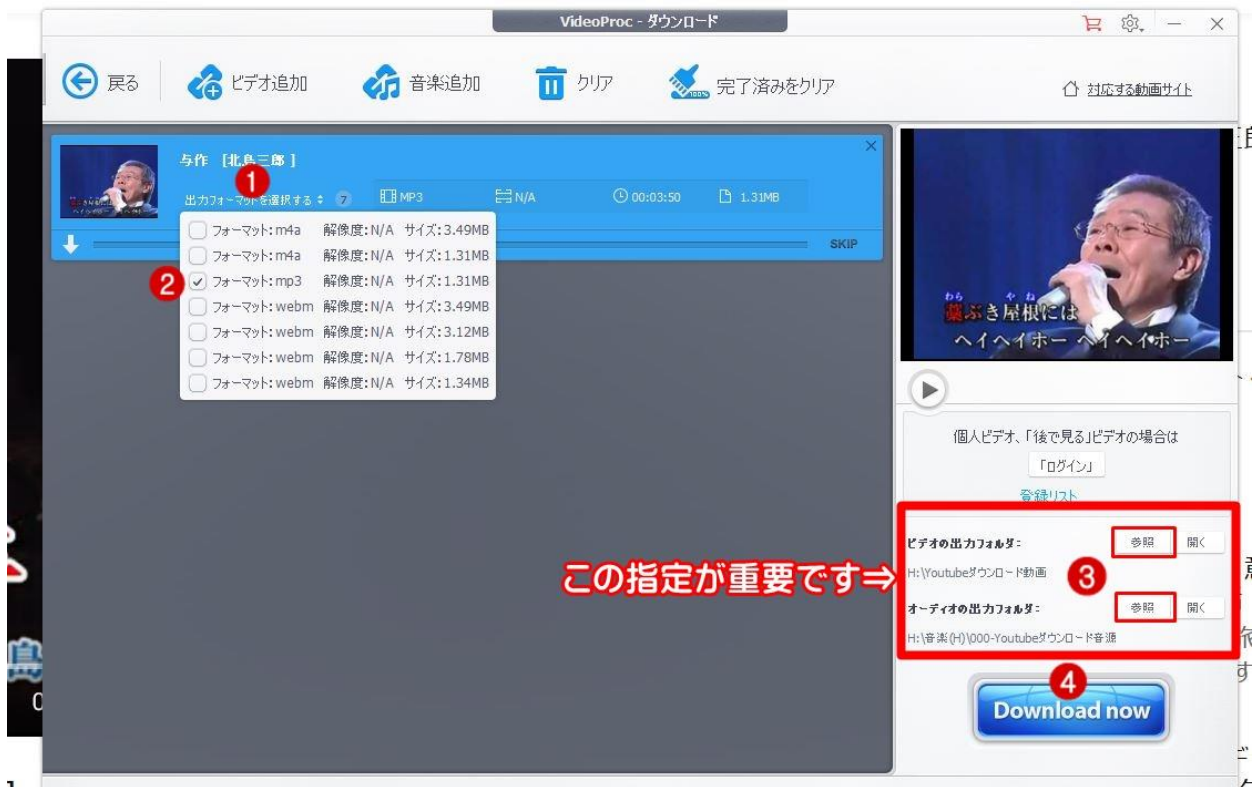 VideoProc - ダウンロード
戻る
ビデオ追加
音楽追加
クリア
100%
完了済みをクリア
対応する動画サイト
与作 [北島三郎 ]
1
出力フォーマットを選択する
7
MP3
N/A
00:03:50
1.31MB
SKIP
フォーマット: m4a 解像度: N/A サイズ: 3.49MB
フォーマット: m4a 解像度: N/A サイズ: 1.31MB
2
フォーマット: mp3 解像度: N/A サイズ: 1.31MB
フォーマット: webm 解像度: N/A サイズ: 3.49MB
フォーマット: webm 解像度: N/A サイズ: 3.12MB
フォーマット: webm 解像度: N/A サイズ: 1.78MB
フォーマット: webm 解像度: N/A サイズ: 1.34MB
わら やね
藁ぶき屋根には
ヘイヘイホー ヘイヘイホー
個人ビデオ、「後で見る」ビデオの場合は
「ログイン」
登録リスト
この指定が重要です⇒
ビデオの出力フォルダ:
参照
開く
H:\Youtubeダウンロード動画
3
オーディオの出力フォルダ:
参照
開く
H:\音楽(H)\000-Youtubeダウンロード音源
4
Download now
島